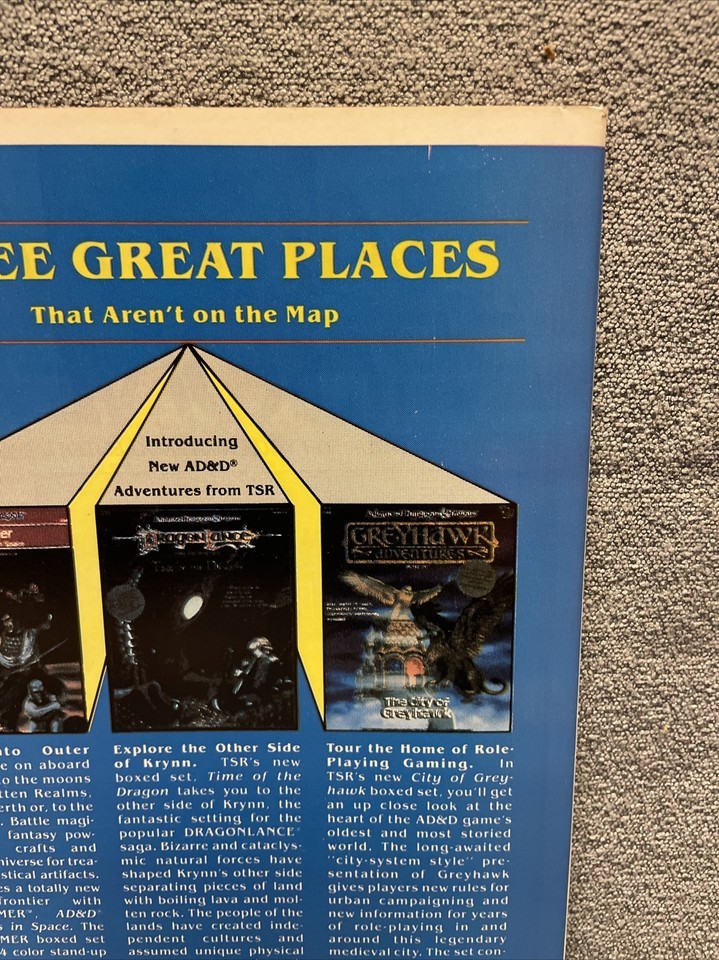 EE GREAT PLACES
That Aren't on the Map
Introducing
New AD&D®
Adventures from TSR
Advanced Dungeons & Dragons
DRAGONLANCE
Advanced Dungeons & Dragons
GREYHAWK
ADVENTURES
The City of
Greyhawk
nto Outer
e on aboard
o the moons
tten Realms,
erth or, to the
. Battle magi-
fantasy pow-
crafts and
niverse for trea-
stical artifacts.
es a totally new
frontier with
MER™, AD&D®
s in Space. The
MER boxed set
4 color stand-up
Explore the Other Side
of Krynn. TSR's new
boxed set, Time of the
Dragon takes you to the
other side of Krynn, the
fantastic setting for the
popular DRAGONLANCE®
saga. Bizarre and cataclys-
mic natural forces have
shaped Krynn's other side
separating pieces of land
with boiling lava and mol-
ten rock. The people of the
lands have created inde-
pendent cultures and
assumed unique physical
Tour the Home of Role-
Playing Gaming. In
TSR's new City of Grey-
hawk boxed set, you'll get
an up close look at the
heart of the AD&D game's
oldest and most storied
world. The long-awaited
"city-system style" pre-
sentation of Greyhawk
gives players new rules for
urban campaigning and
new information for years
of role-playing in and
around this legendary
medieval city. The set con-